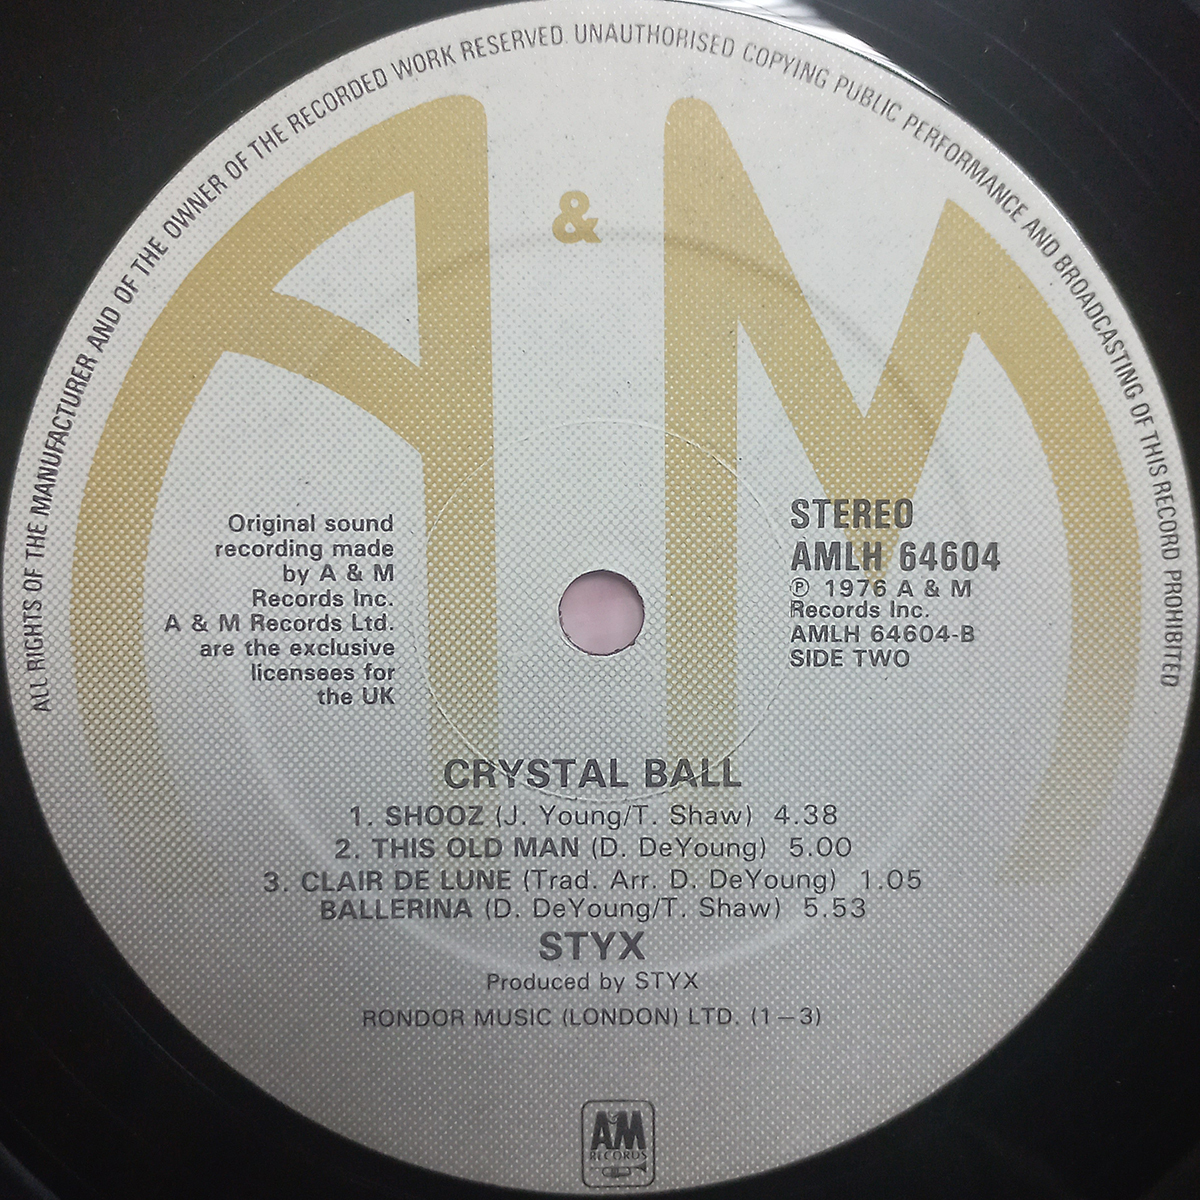 ALL RIGHTS OF THE MANUFACTURER AND OF THE OWNER OF THE RECORDED WORK RESERVED. UNAUTHORISED COPYING PUBLIC PERFORMANCE AND BROADCASTING OF THIS RECORD PROHIBITED
A & M
Original sound
recording made
by A & M
Records Inc.
A & M Records Ltd.
are the exclusive
licensees for
the UK
STEREO
AMLH 64604
℗ 1976 A & M
Records Inc.
AMLH 64604-B
SIDE TWO
CRYSTAL BALL
1. SHOOZ (J. Young/T. Shaw) 4.38
2. THIS OLD MAN (D. DeYoung) 5.00
3. CLAIR DE LUNE (Trad. Arr. D. DeYoung) 1.05
BALLERINA (D. DeYoung/T. Shaw) 5.53
STYX
Produced by STYX
RONDOR MUSIC (LONDON) LTD. (1–3)
AM
RECORDS